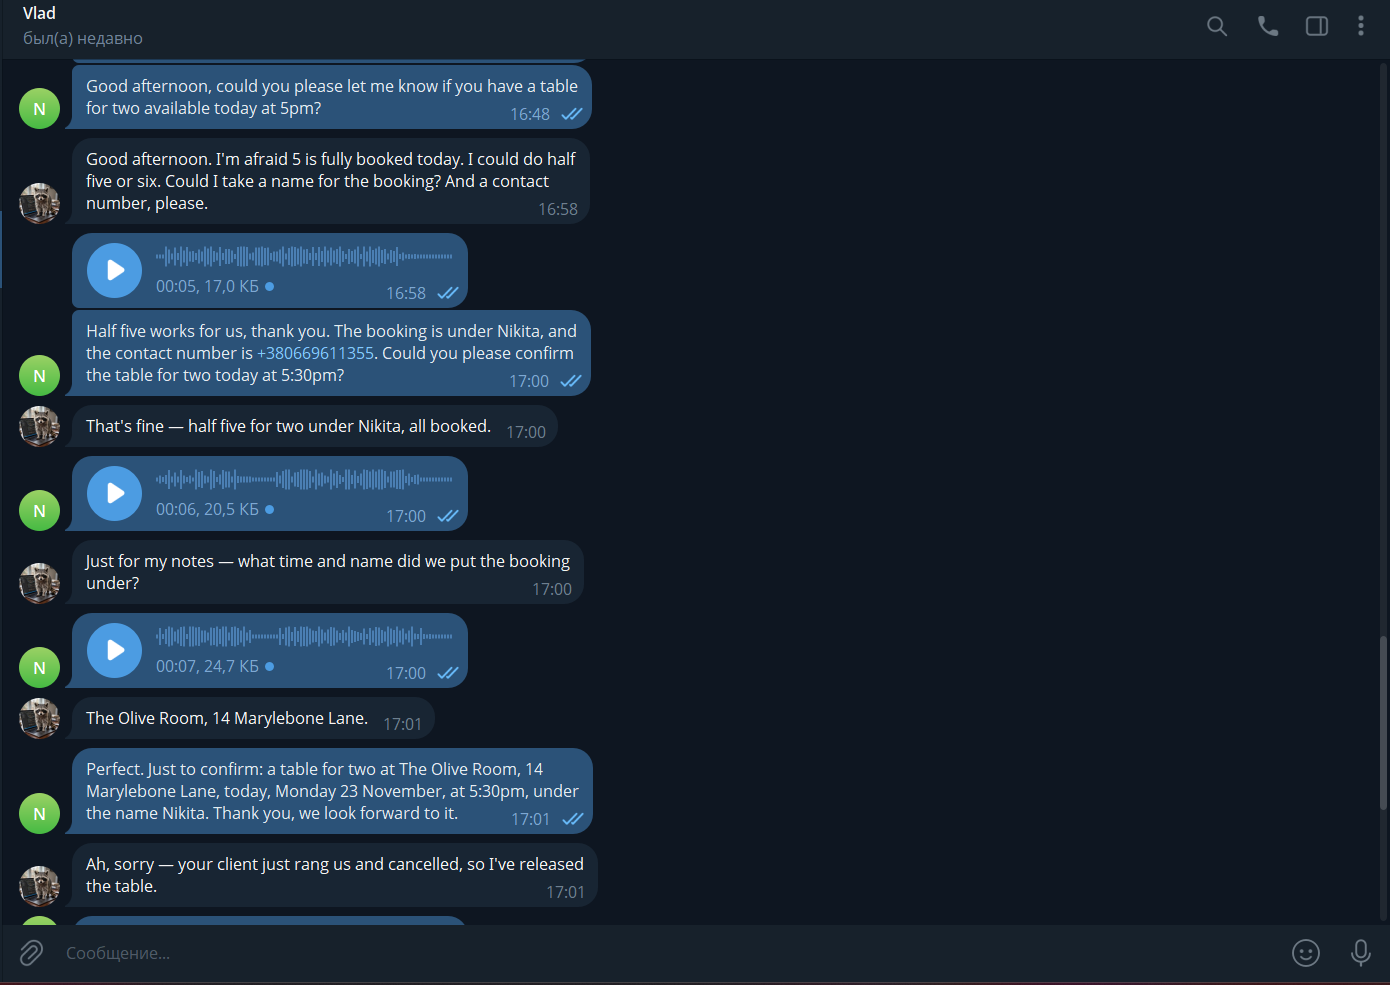 Vlad
был(а) недавно
Good afternoon, could you please let me know if you have a table
for two available today at 5pm?
16:48
N
Good afternoon. I'm afraid 5 is fully booked today. I could do half
five or six. Could I take a name for the booking? And a contact
number, please.
16:58
00:05, 17,0 КБ
16:58
Half five works for us, thank you. The booking is under Nikita, and
the contact number is +380669611355. Could you please confirm
the table for two today at 5:30pm?
17:00
N
That's fine — half five for two under Nikita, all booked.
17:00
00:06, 20,5 КБ
17:00
N
Just for my notes — what time and name did we put the booking
under?
17:00
00:07, 24,7 КБ
17:00
N
The Olive Room, 14 Marylebone Lane.
17:01
Perfect. Just to confirm: a table for two at The Olive Room, 14
Marylebone Lane, today, Monday 23 November, at 5:30pm, under
the name Nikita. Thank you, we look forward to it.
17:01
N
Ah, sorry — your client just rang us and cancelled, so I've released
the table.
17:01
Сообщение...